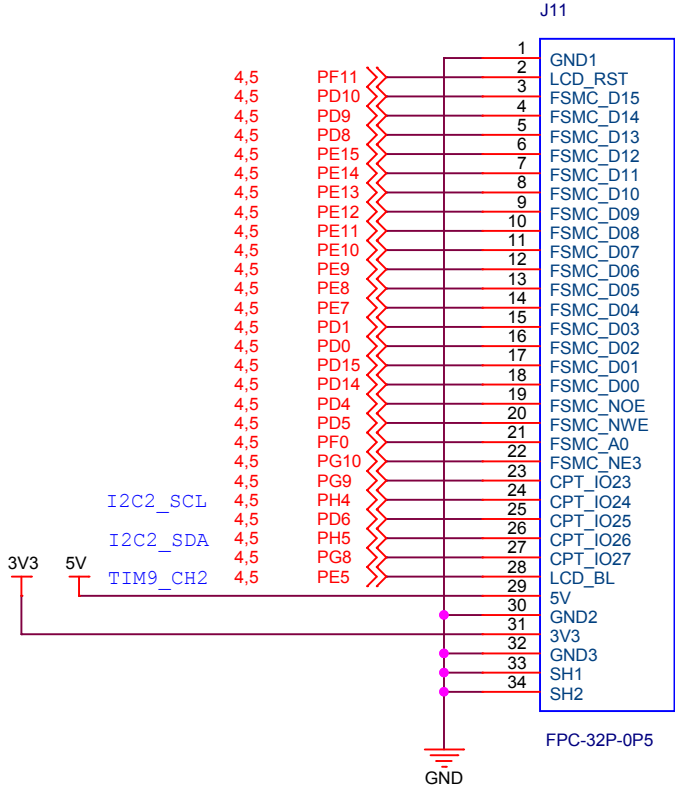 J11
1 GND1
4,5 PF11 2 LCD_RST
4,5 PD10 3 FSMC_D15
4,5 PD9 4 FSMC_D14
4,5 PD8 5 FSMC_D13
4,5 PE15 6 FSMC_D12
4,5 PE14 7 FSMC_D11
4,5 PE13 8 FSMC_D10
4,5 PE12 9 FSMC_D09
4,5 PE11 10 FSMC_D08
4,5 PE10 11 FSMC_D07
4,5 PE9 12 FSMC_D06
4,5 PE8 13 FSMC_D05
4,5 PE7 14 FSMC_D04
4,5 PD1 15 FSMC_D03
4,5 PD0 16 FSMC_D02
4,5 PD15 17 FSMC_D01
4,5 PD14 18 FSMC_D00
4,5 PD4 19 FSMC_NOE
4,5 PD5 20 FSMC_NWE
4,5 PF0 21 FSMC_A0
4,5 PG10 22 FSMC_NE3
4,5 PG9 23 CPT_IO23
I2C2_SCL 4,5 PH4 24 CPT_IO24
4,5 PD6 25 CPT_IO25
I2C2_SDA 4,5 PH5 26 CPT_IO26
4,5 PG8 27 CPT_IO27
3V3 5V TIM9_CH2 4,5 PE5 28 LCD_BL
29 5V
30 GND2
31 3V3
32 GND3
33 SH1
34 SH2
FPC-32P-0P5
GND